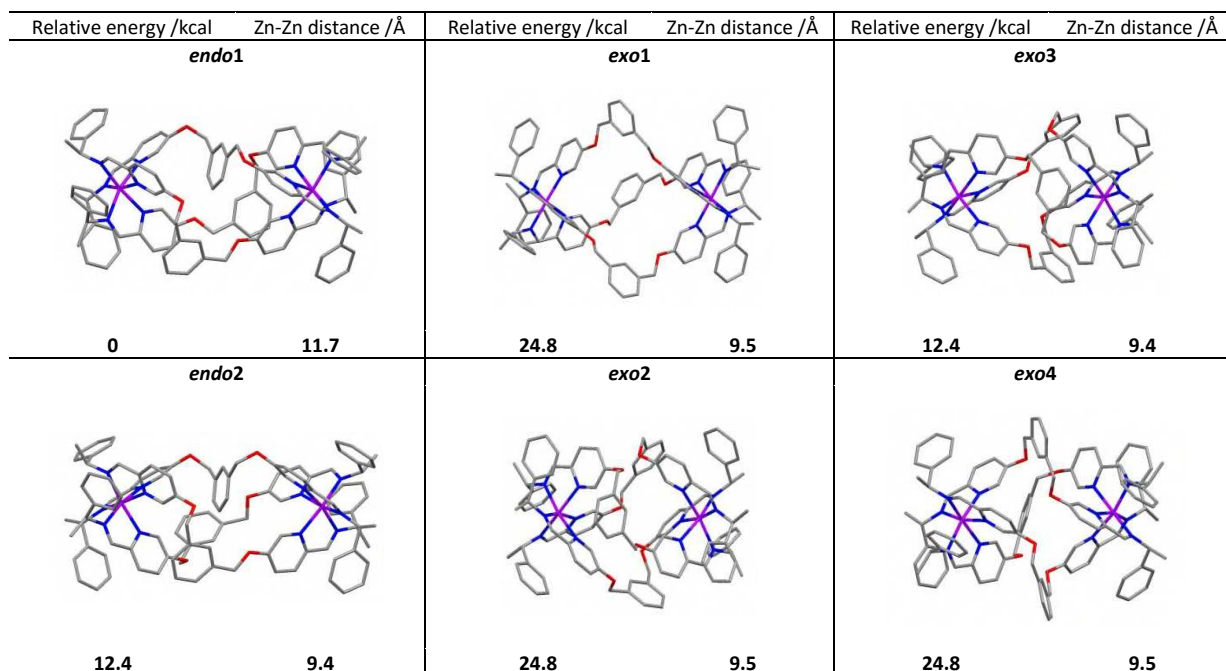 Relative energy /kcal Zn-Zn distance /Å Relative energy /kcal Zn-Zn distance /Å Relative energy /kcal Zn-Zn distance /Å
endo1 exo1 exo3
0 11.7 24.8 9.5 12.4 9.4
endo2 exo2 exo4
12.4 9.4 24.8 9.5 24.8 9.5